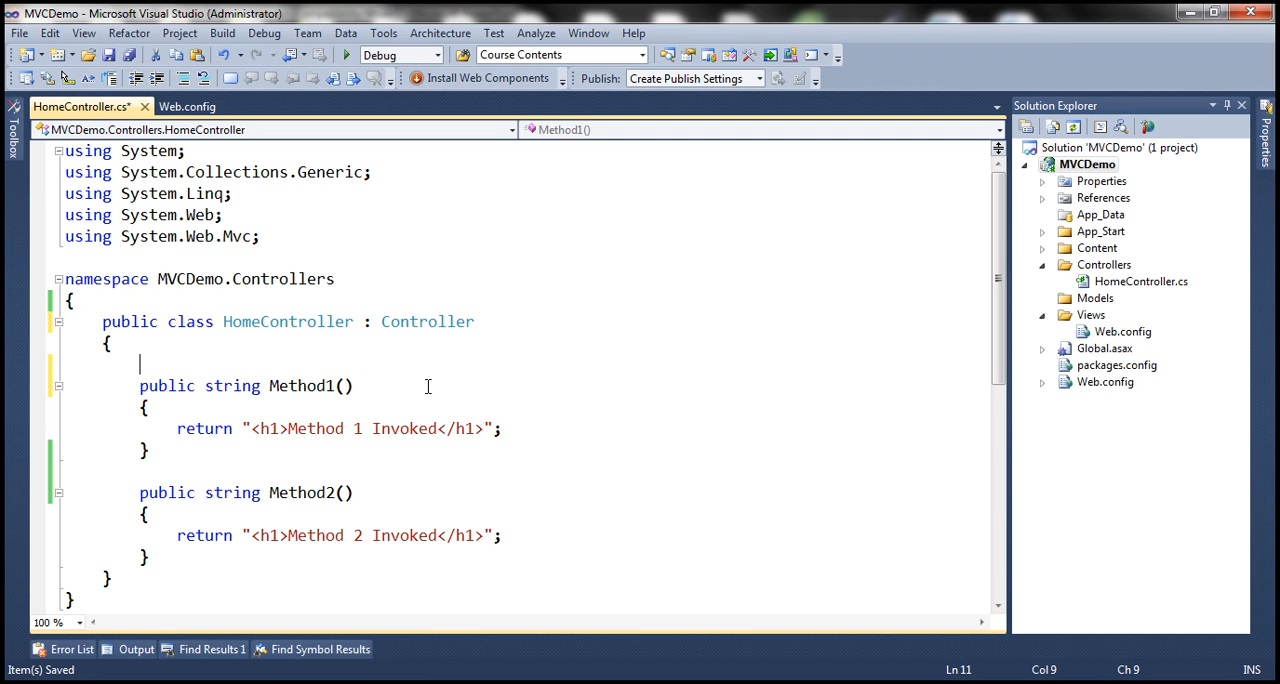 MVCDemo - Microsoft Visual Studio (Administrator)
File Edit View Refactor Project Build Debug Team Data Tools Architecture Test Analyze Window Help
Debug Course Contents
Install Web Components Publish: Create Publish Settings
Toolbox
HomeController.cs* Web.config
MVCDemo.Controllers.HomeController Method1()
using System;
using System.Collections.Generic;
using System.Linq;
using System.Web;
using System.Web.Mvc;
namespace MVCDemo.Controllers
{
public class HomeController : Controller
{
public string Method1()
{
return "<h1>Method 1 Invoked</h1>";
}
public string Method2()
{
return "<h1>Method 2 Invoked</h1>";
}
}
}
100 %
Solution Explorer
Solution 'MVCDemo' (1 project)
MVCDemo
Properties
References
App_Data
App_Start
Content
Controllers
HomeController.cs
Models
Views
Web.config
Global.asax
packages.config
Web.config
Properties
Error List Output Find Results 1 Find Symbol Results
Item(s) Saved Ln 11 Col 9 Ch 9 INS